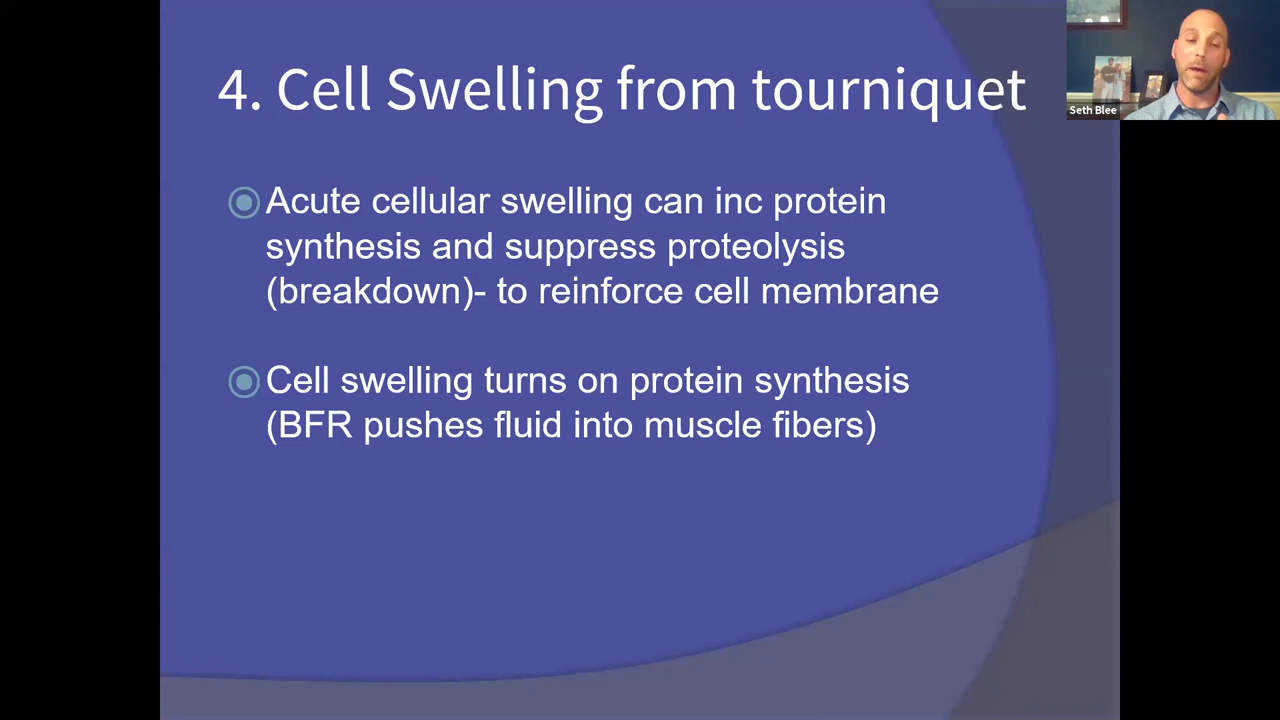 4. Cell Swelling from tourniquet
Seth Blee
Acute cellular swelling can inc protein
synthesis and suppress proteolysis
(breakdown)- to reinforce cell membrane
Cell swelling turns on protein synthesis
(BFR pushes fluid into muscle fibers)